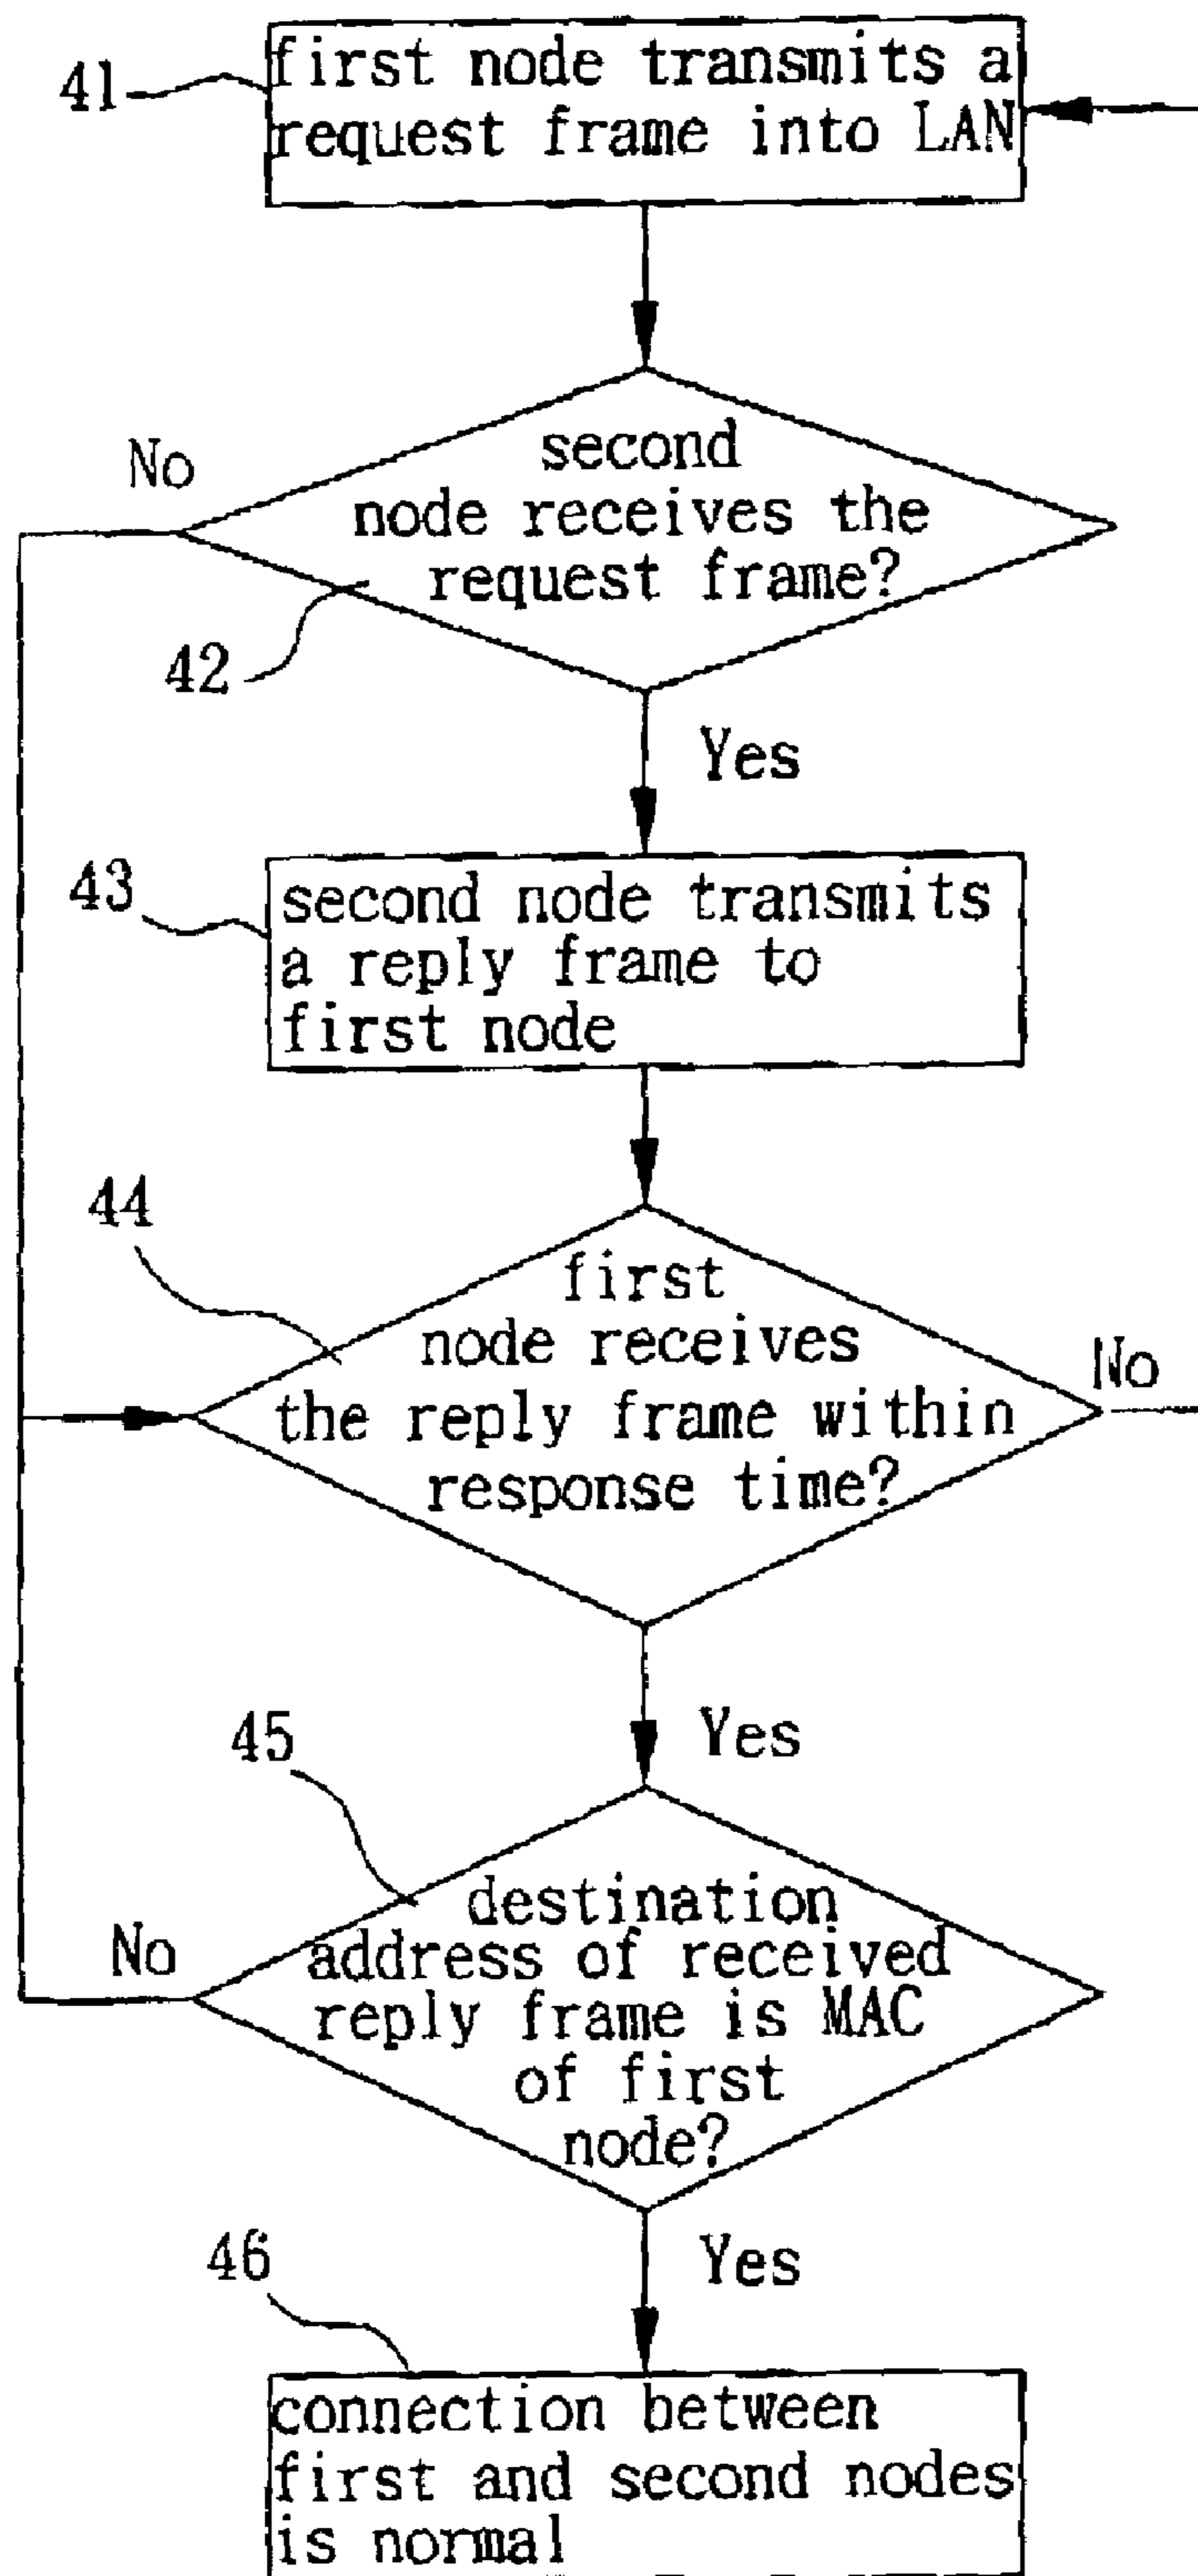 41
first node transmits a
request frame into LAN
No
second
node receives the
request frame?
42
Yes
43
second node transmits
a reply frame to
first node
44
first
node receives
the reply frame within
response time?
No
Yes
45
destination
address of received
reply frame is MAC
of first
node?
No
Yes
46
connection between
first and second nodes
is normal